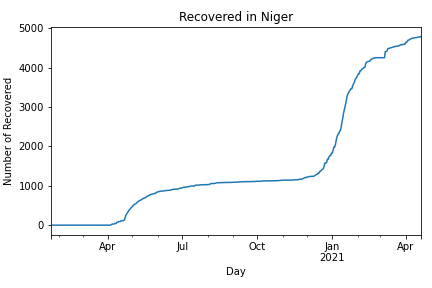 Recovered in Niger
Number of Recovered
5000
4000
3000
2000
1000
0
Apr
Jul
Oct
Jan
2021
Apr
Day